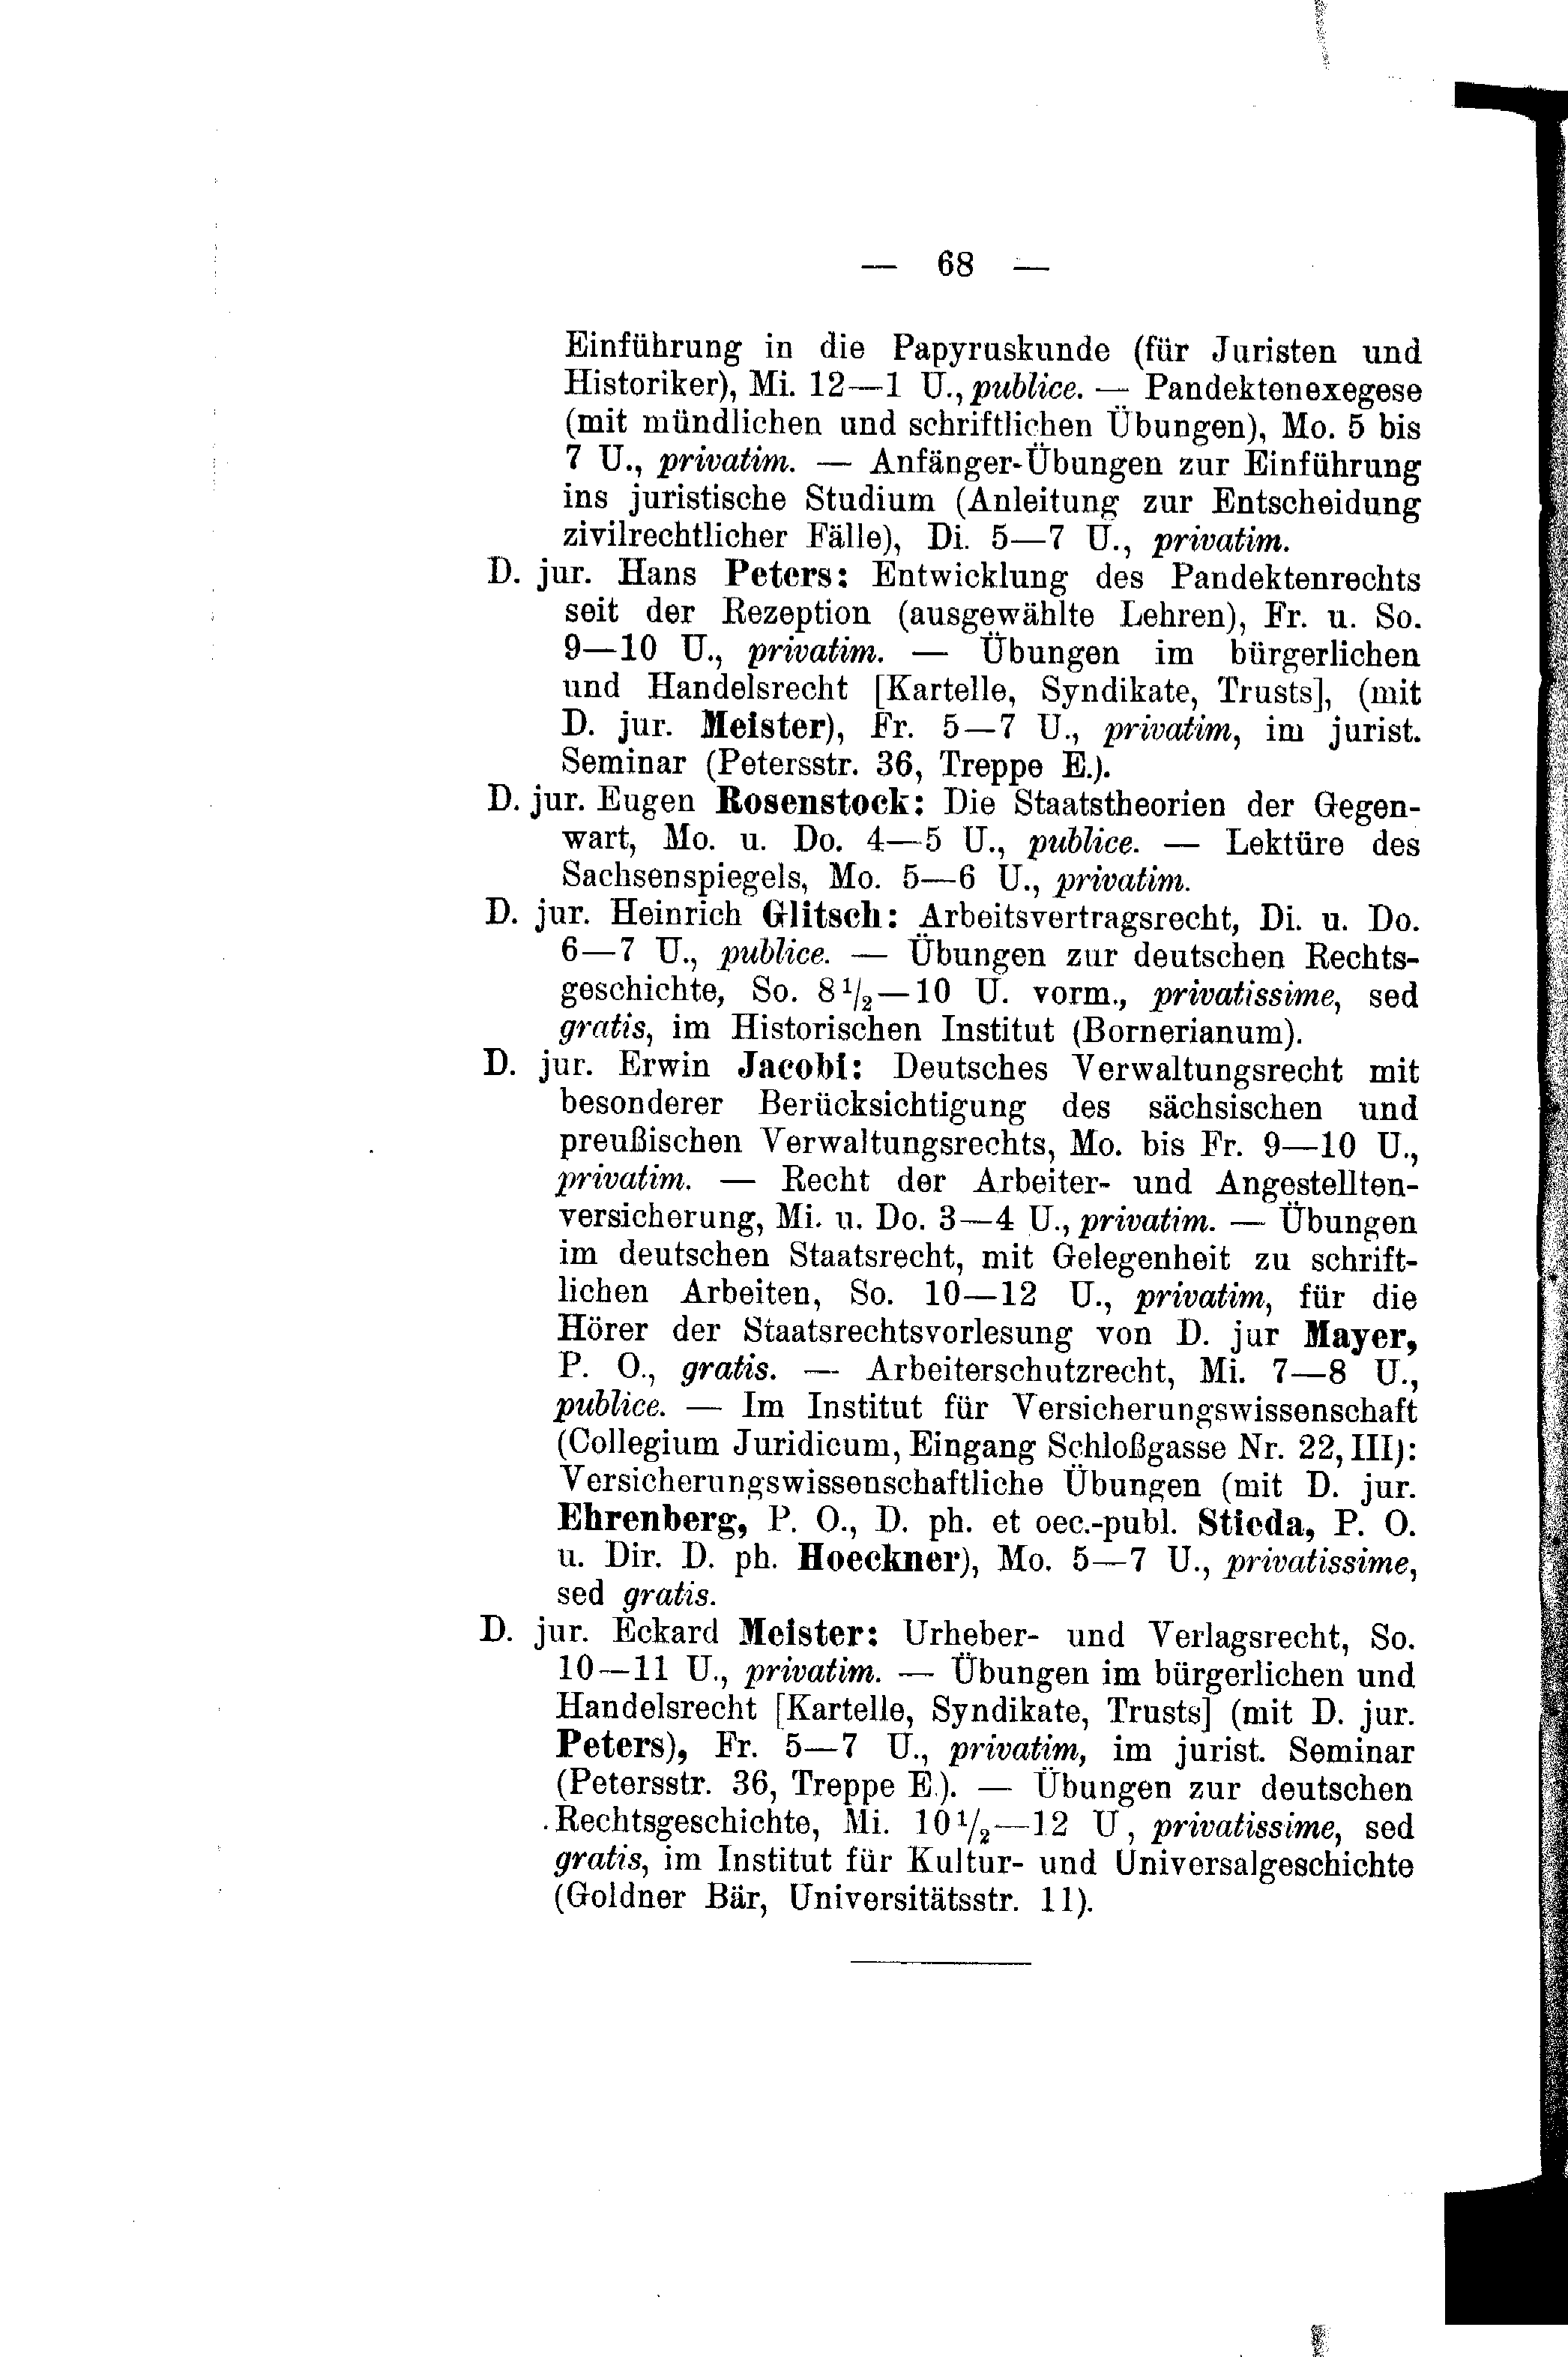 — 68 —
Einführung in die Papyruskunde (für Juristen und
Historiker), Mi. 12—1 U., publice. — Pandektenexegese
(mit mündlichen und schriftlichen Übungen), Mo. 5 bis
7 U., privatim. — Anfänger-Übungen zur Einführung
ins juristische Studium (Anleitung zur Entscheidung
zivilrechtlicher Fälle), Di. 5—7 U., privatim.
D. jur. Hans Peters: Entwicklung des Pandektenrechts
seit der Rezeption (ausgewählte Lehren), Fr. u. So.
9—10 U., privatim. — Übungen im bürgerlichen
und Handelsrecht [Kartelle, Syndikate, Trusts], (mit
D. jur. Meister), Fr. 5—7 U., privatim, im jurist.
Seminar (Petersstr. 36, Treppe E.).
D. jur. Eugen Rosenstock: Die Staatstheorien der Gegen-
wart, Mo. u. Do. 4—5 U., publice. — Lektüre des
Sachsenspiegels, Mo. 5—6 U., privatim.
D. jur. Heinrich Glitsch: Arbeitsvertragsrecht, Di. u. Do.
6—7 U., publice. — Übungen zur deutschen Rechts-
geschichte, So. 8 1/2—10 U. vorm., privatissime, sed
gratis, im Historischen Institut (Bornerianum).
D. jur. Erwin Jacobi: Deutsches Verwaltungsrecht mit
besonderer Berücksichtigung des sächsischen und
preußischen Verwaltungsrechts, Mo. bis Fr. 9—10 U.,
privatim. — Recht der Arbeiter- und Angestellten-
versicherung, Mi. u. Do. 3—4 U., privatim. — Übungen
im deutschen Staatsrecht, mit Gelegenheit zu schrift-
lichen Arbeiten, So. 10—12 U., privatim, für die
Hörer der Staatsrechtsvorlesung von D. jur Mayer,
P. O., gratis. — Arbeiterschutzrecht, Mi. 7—8 U.,
publice. — Im Institut für Versicherungswissenschaft
(Collegium Juridicum, Eingang Schloßgasse Nr. 22, III):
Versicherungswissenschaftliche Übungen (mit D. jur.
Ehrenberg, P. O., D. ph. et oec.-publ. Stieda, P. O.
u. Dir. D. ph. Hoeckner), Mo. 5—7 U., privatissime,
sed gratis.
D. jur. Eckard Meister: Urheber- und Verlagsrecht, So.
10—11 U., privatim. — Übungen im bürgerlichen und
Handelsrecht [Kartelle, Syndikate, Trusts] (mit D. jur.
Peters), Fr. 5—7 U., privatim, im jurist. Seminar
(Petersstr. 36, Treppe E.). — Übungen zur deutschen
Rechtsgeschichte, Mi. 10 1/2—12 U, privatissime, sed
gratis, im Institut für Kultur- und Universalgeschichte
(Goldner Bär, Universitätsstr. 11).